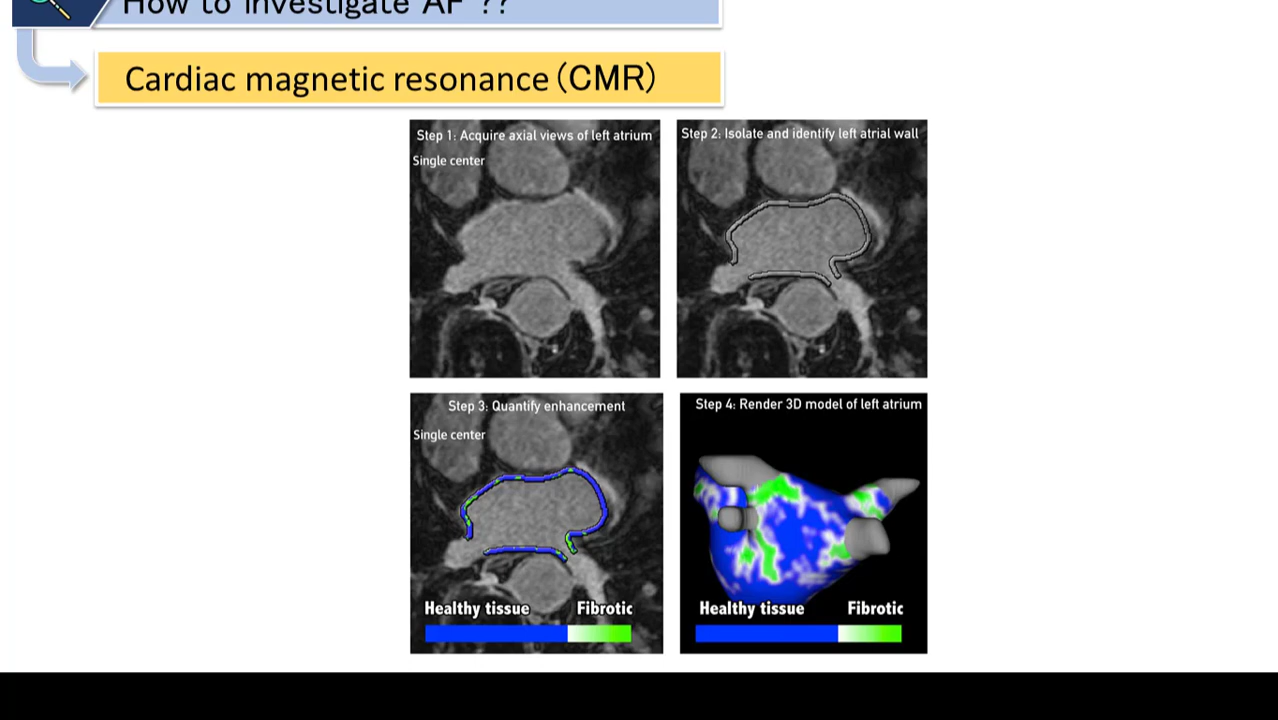 How to investigate AF ??
Cardiac magnetic resonance (CMR)
Step 1: Acquire axial views of left atrium
Single center
Step 2: Isolate and identify left atrial wall
Step 3: Quantify enhancement
Single center
Healthy tissue Fibrotic
Step 4: Render 3D model of left atrium
Healthy tissue Fibrotic